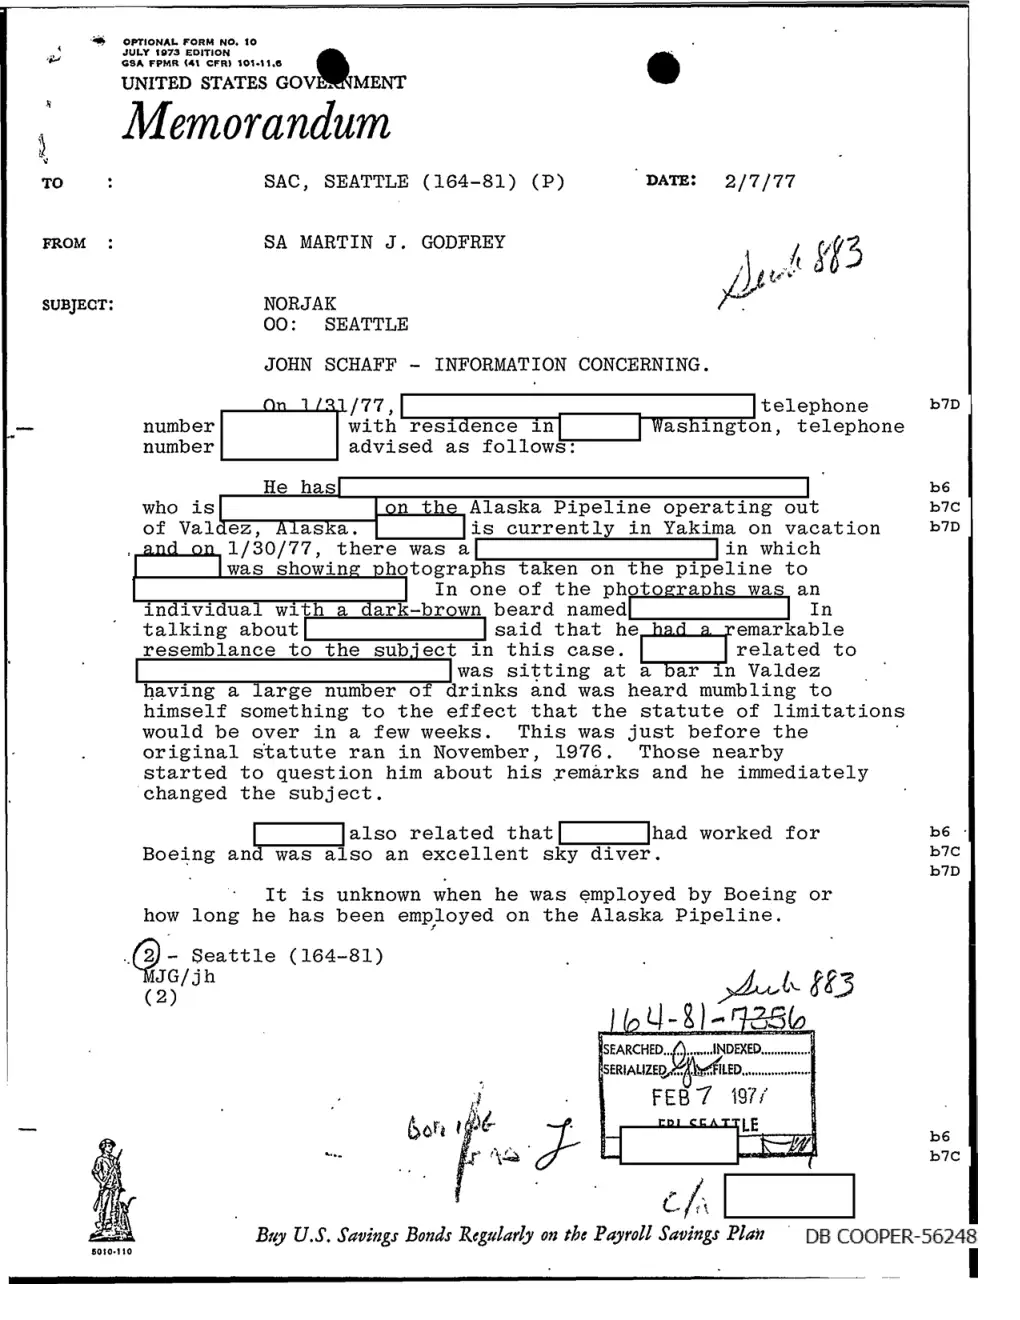 OPTIONAL FORM NO. 10
JULY 1973 EDITION
GSA FPMR (41 CFR) 101-11.6
UNITED STATES GOVERNMENT
Memorandum
TO : SAC, SEATTLE (164-81) (P) DATE: 2/7/77
FROM : SA MARTIN J. GODFREY
Sub 883
SUBJECT: NORJAK
OO: SEATTLE
JOHN SCHAFF - INFORMATION CONCERNING.
On 1/31/77, telephone b7D
number with residence in Washington, telephone
number advised as follows:
He has b6
who is on the Alaska Pipeline operating out b7C
of Valdez, Alaska. is currently in Yakima on vacation b7D
and on 1/30/77, there was a in which
was showing photographs taken on the pipeline to
In one of the photographs was an
individual with a dark-brown beard named In
talking about said that he had a remarkable
resemblance to the subject in this case. related to
was sitting at a bar in Valdez
having a large number of drinks and was heard mumbling to
himself something to the effect that the statute of limitations
would be over in a few weeks. This was just before the
original statute ran in November, 1976. Those nearby
started to question him about his remarks and he immediately
changed the subject.
also related that had worked for b6
Boeing and was also an excellent sky diver. b7C
b7D
It is unknown when he was employed by Boeing or
how long he has been employed on the Alaska Pipeline.
2 - Seattle (164-81)
MJG/jh
(2)
Sub 883
164-81-7356
SEARCHED INDEXED
SERIALIZED FILED
FEB 7 1977
FBI SEATTLE
b6
b7C
c/n
5010-110
Buy U.S. Savings Bonds Regularly on the Payroll Savings Plan
DB COOPER-56248